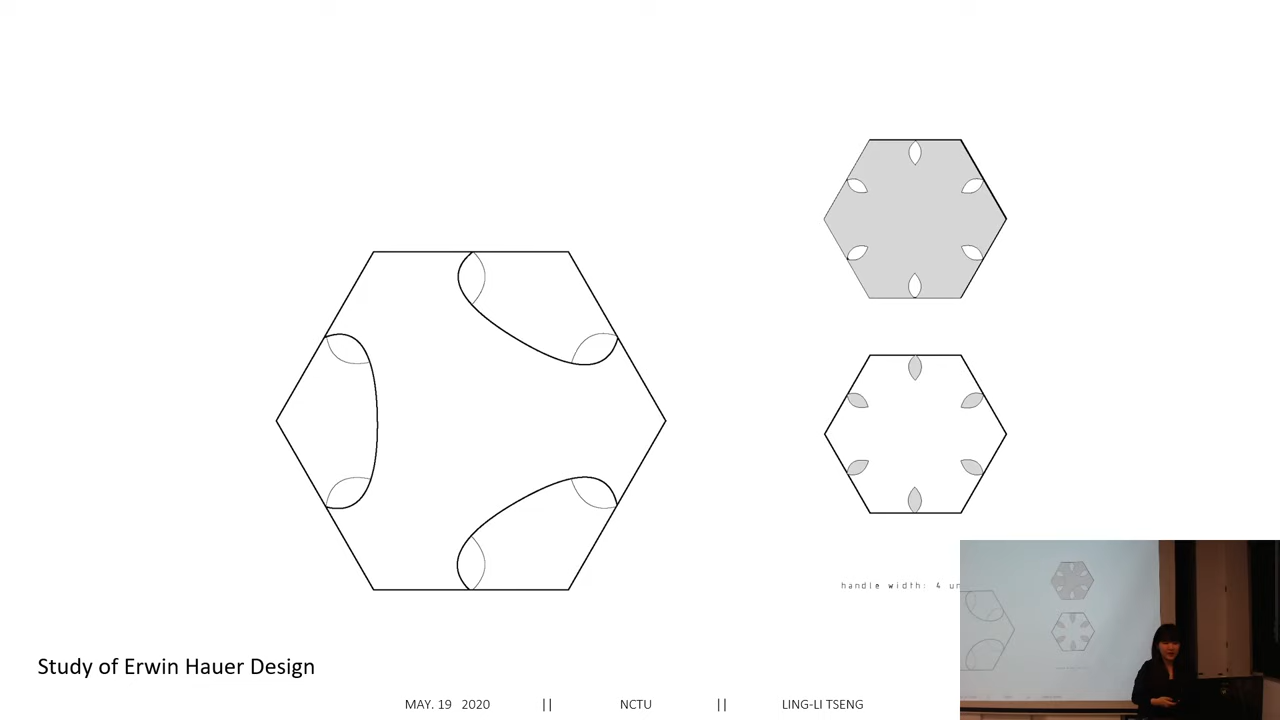 handle width: 4
Study of Erwin Hauer Design
MAY. 19 2020 || NCTU || LING-LI TSENG